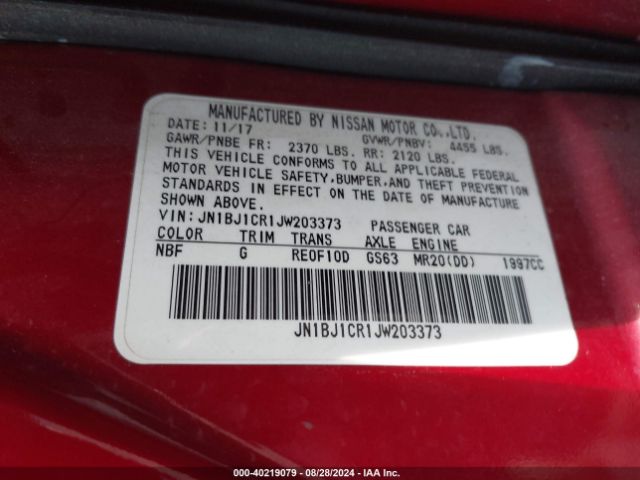 MANUFACTURED BY NISSAN MOTOR CO.,LTD.
DATE: 11/17 GVWR/PNBV: 4455 LBS.
GAWR/PNBE FR: 2370 LBS. RR: 2120 LBS.
THIS VEHICLE CONFORMS TO ALL APPLICABLE FEDERAL
MOTOR VEHICLE SAFETY,BUMPER,AND THEFT PREVENTION
STANDARDS IN EFFECT ON THE DATE OF MANUFACTURE
SHOWN ABOVE.
VIN:JN1BJ1CR1JW203373 PASSENGER CAR
COLOR TRIM TRANS AXLE ENGINE
NBF G REOF10D GS63 MR20(DD) 1997CC
JN1BJ1CR1JW203373
000-40219079 - 08/28/2024 - IAA Inc.